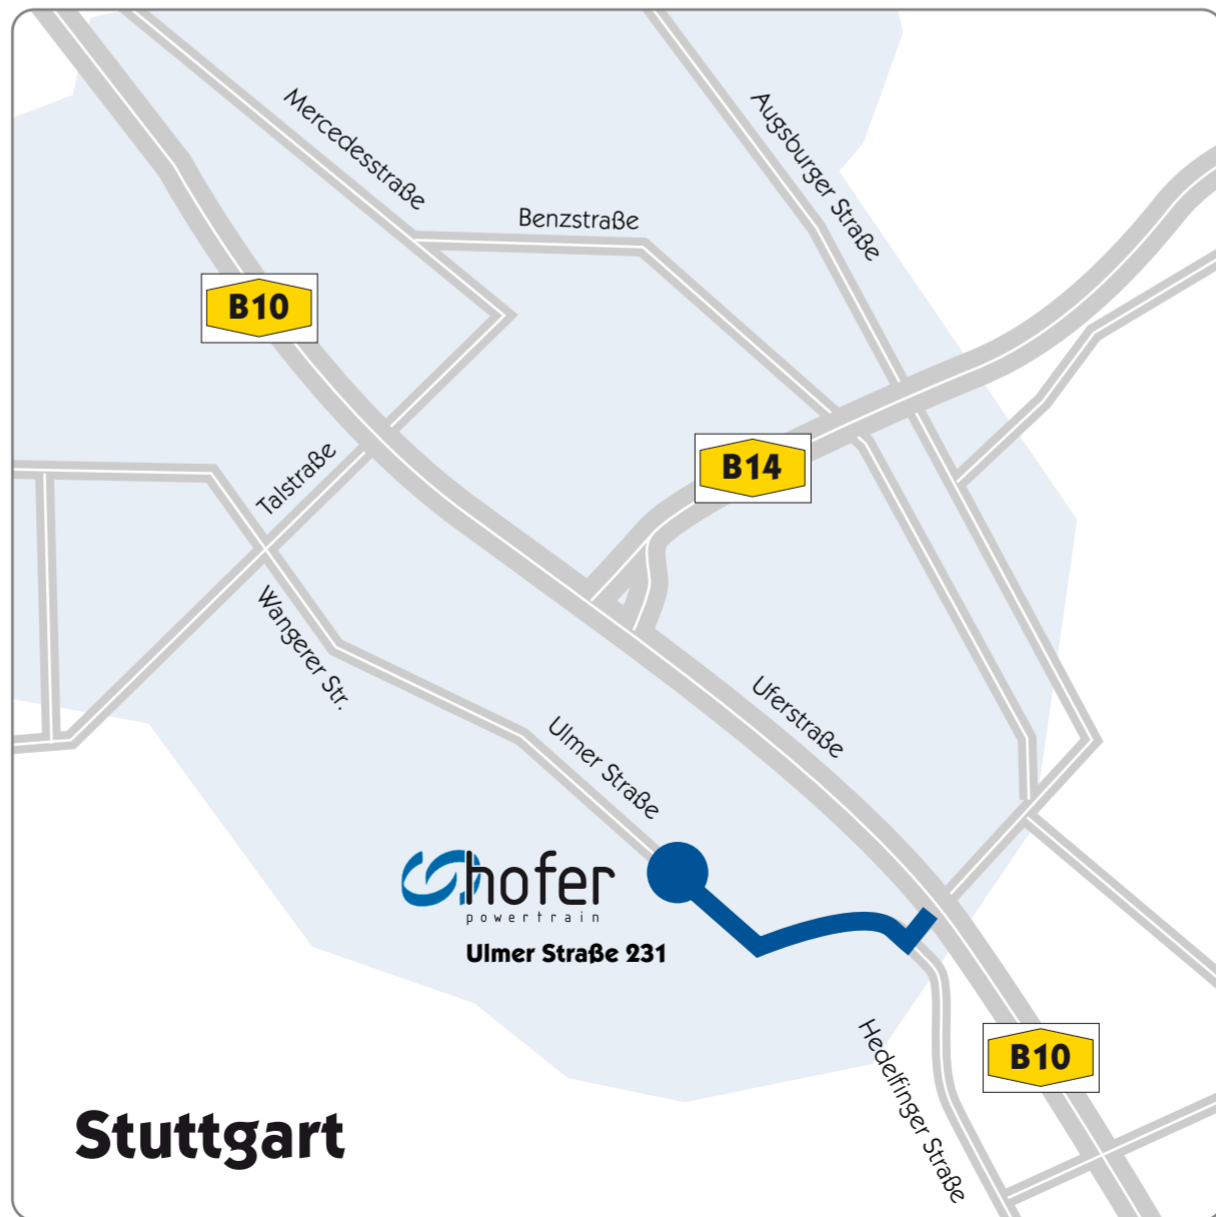 Mercedesstraße
Augsburger Straße
Benzstraße
B10
B14
Talstraße
Wangerer Str.
Uferstraße
Ulmer Straße
hofer
powertrain
Ulmer Straße 231
Hedelfinger Straße
B10
Stuttgart